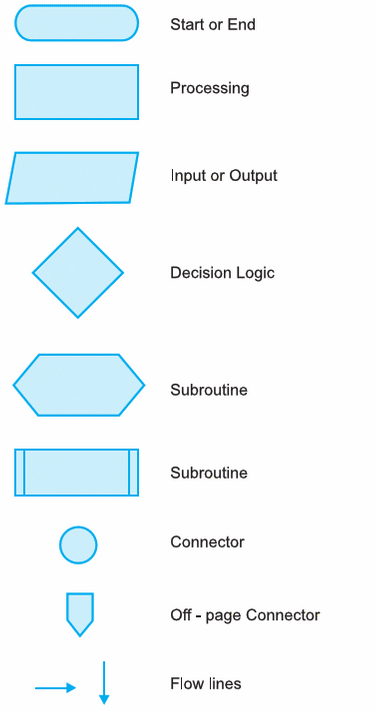 Start or End
Processing
Input or Output
Decision Logic
Subroutine
Subroutine
Connector
Off - page Connector
Flow lines